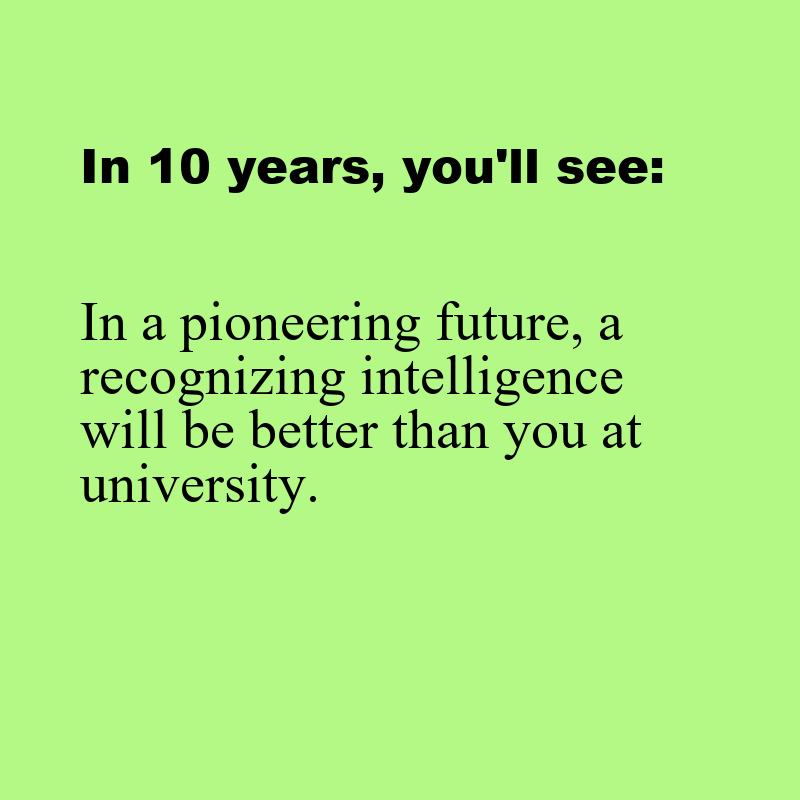 In 10 years, you'll see:
In a pioneering future, a
recognizing intelligence
will be better than you at
university.